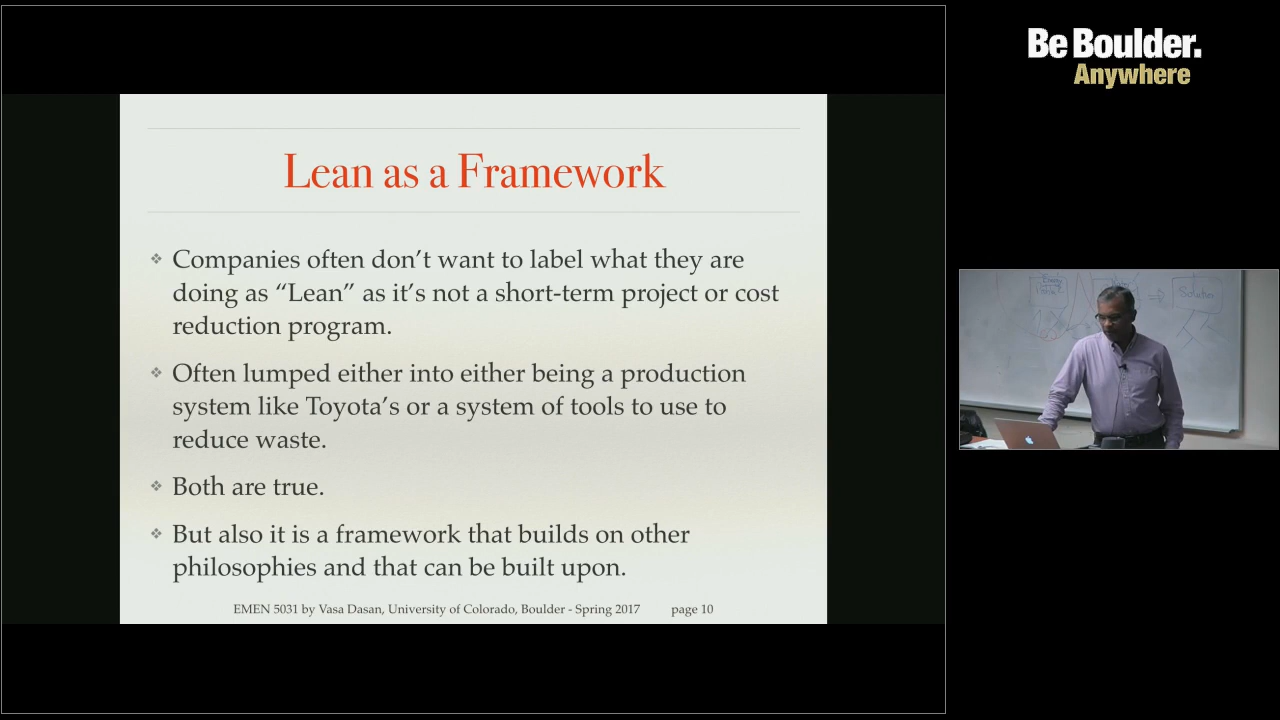 Be Boulder.
Anywhere
Lean as a Framework
❖ Companies often don’t want to label what they are
doing as “Lean” as it’s not a short-term project or cost
reduction program.
❖ Often lumped either into either being a production
system like Toyota’s or a system of tools to use to
reduce waste.
❖ Both are true.
❖ But also it is a framework that builds on other
philosophies and that can be built upon.
EMEN 5031 by Vasa Dasan, University of Colorado, Boulder - Spring 2017 page 10
Solution